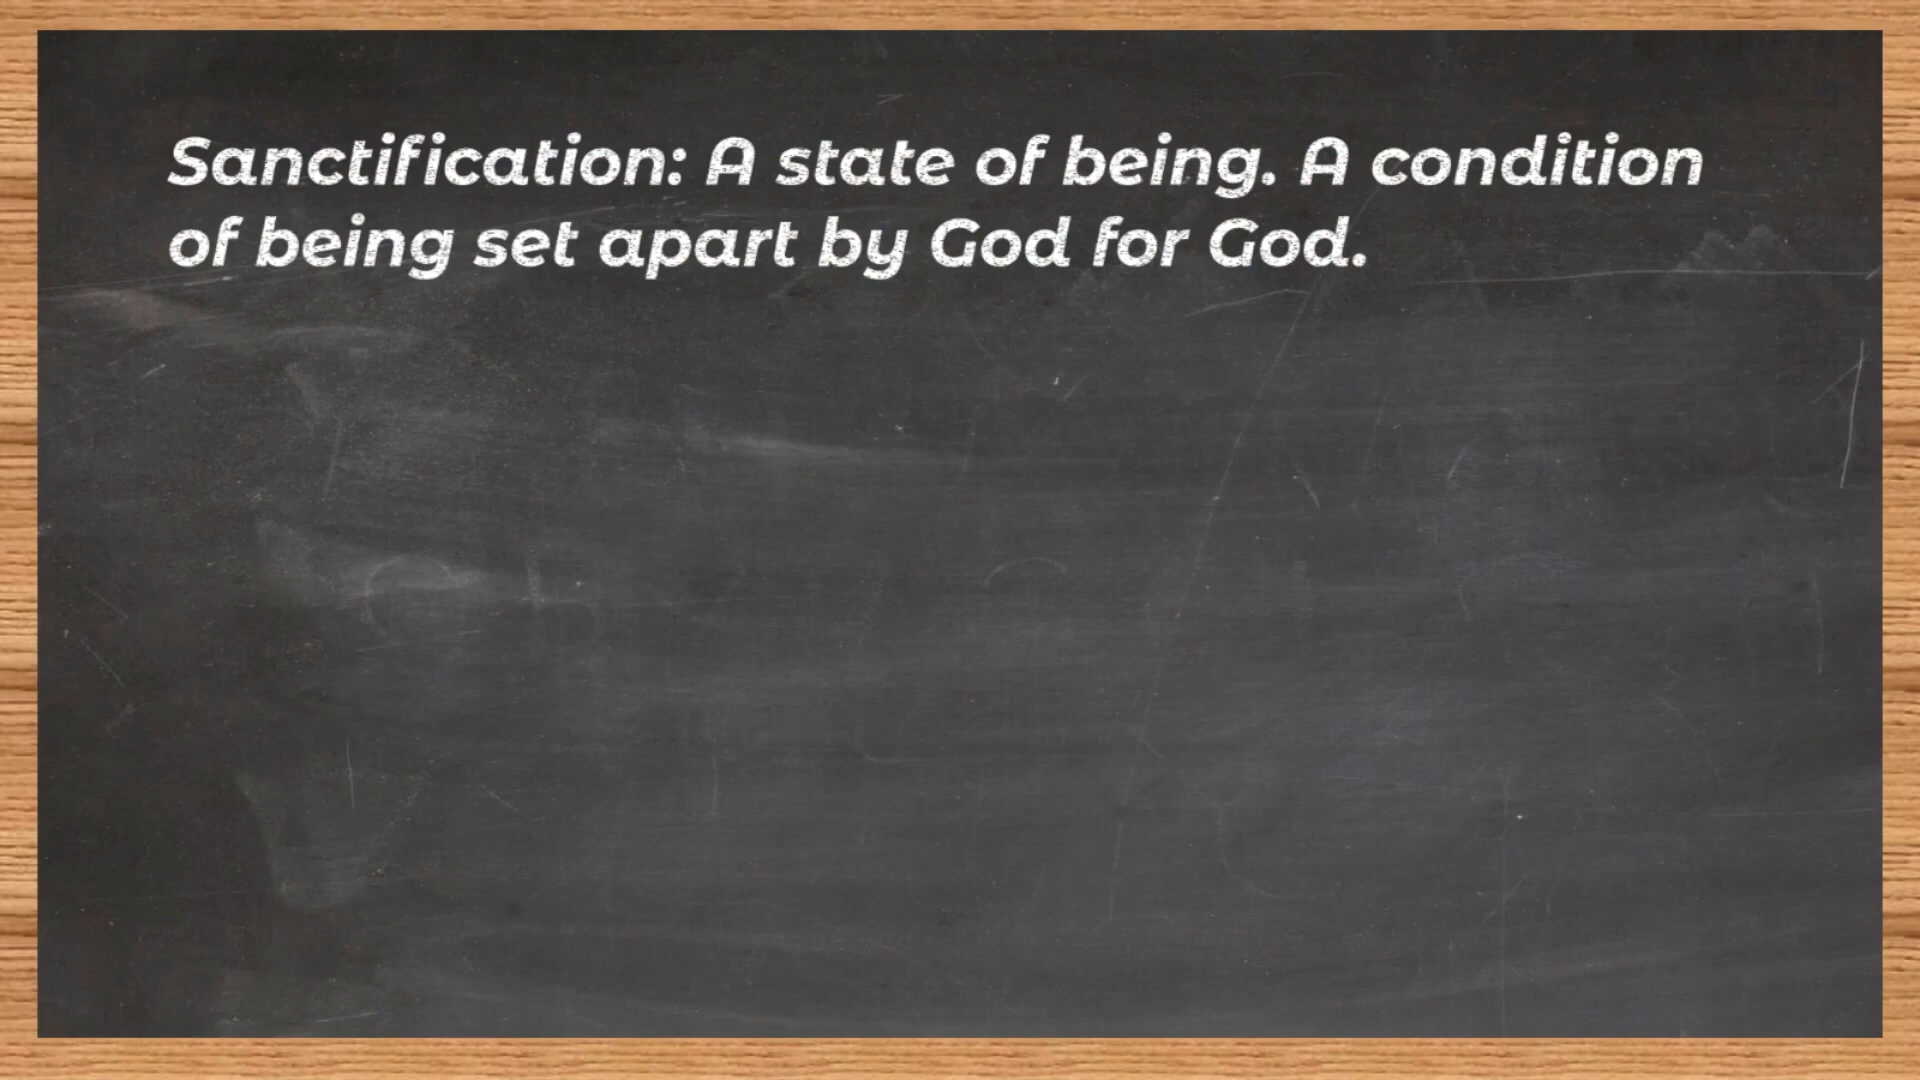 Sanctification: A state of being. A condition
of being set apart by God for God.